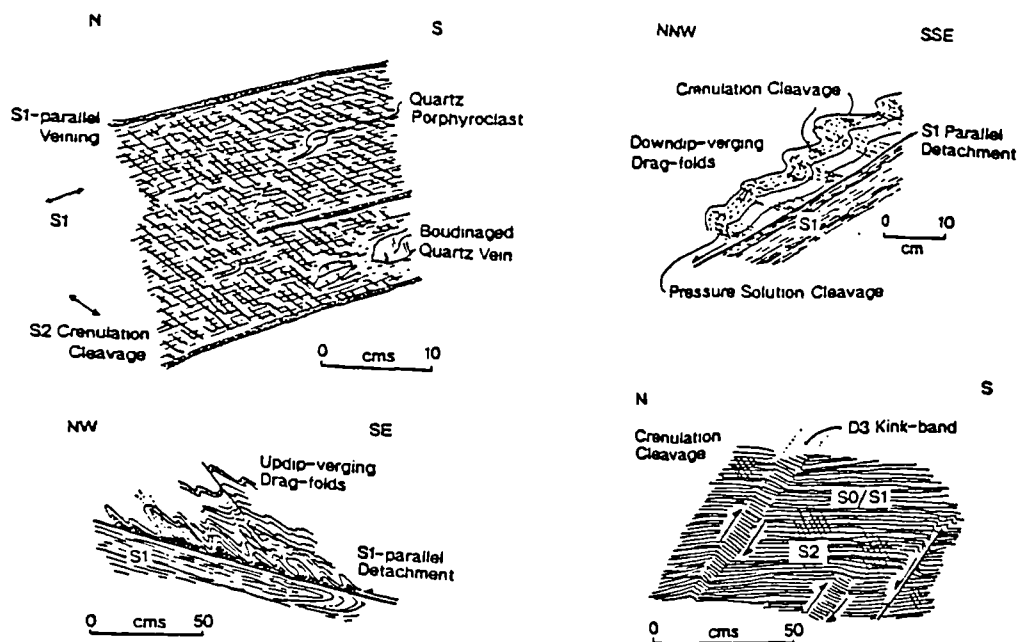 N
S
S1-parallel
Veining
Quartz
Porphyroclast
S1
Boudinaged
Quartz Vein
S2 Crenulation
Cleavage
0 cms 10
NNW
SSE
Crenulation Cleavage
Downdip-verging
Drag-folds
S1 Parallel
Detachment
S1
0 10
cm
Pressure Solution Cleavage
NW
SE
Updip-verging
Drag-folds
S1
S1-parallel
Detachment
0 cms 50
N
S
Crenulation
Cleavage
D3 Kink-band
S0/S1
S2
0 cms 50